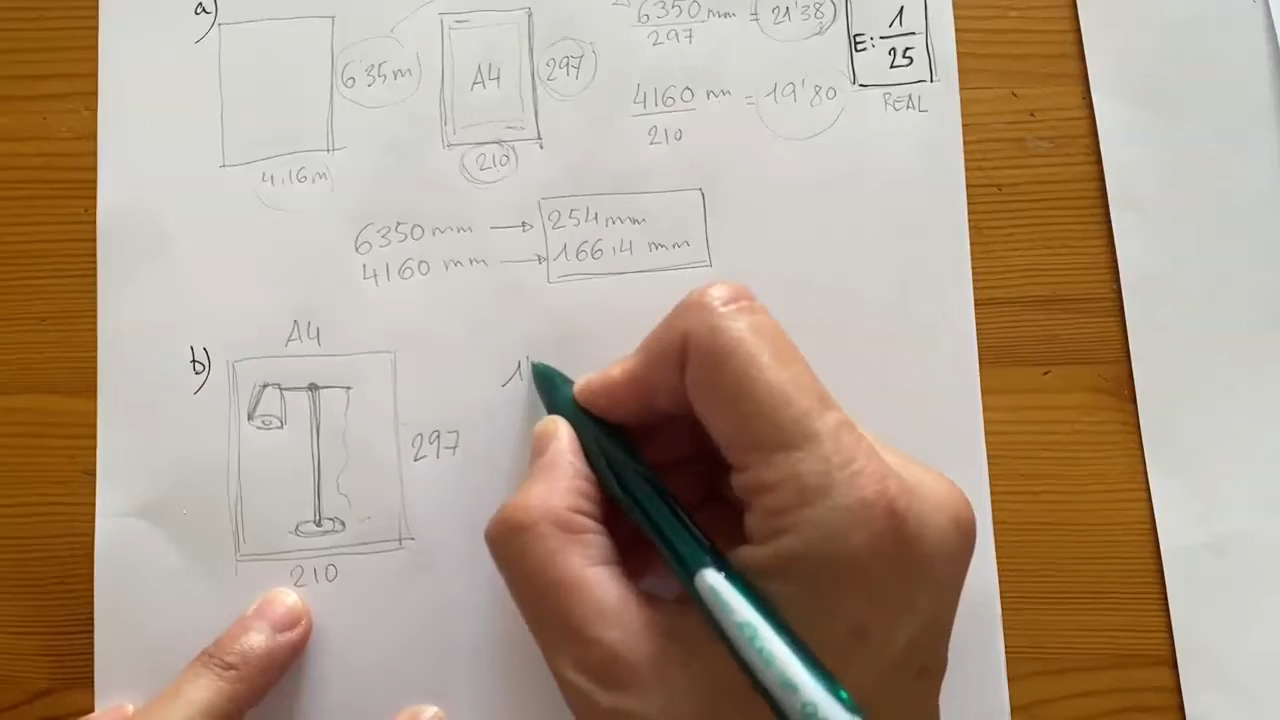 a)
6'35m
4,16m
A4
297
210
6350 mm = 21'38
297
4160 mm = 19'80
210
E: 1
25
REAL
6350 mm → 254 mm
4160 mm → 166,4 mm
b)
A4
297
210
1'